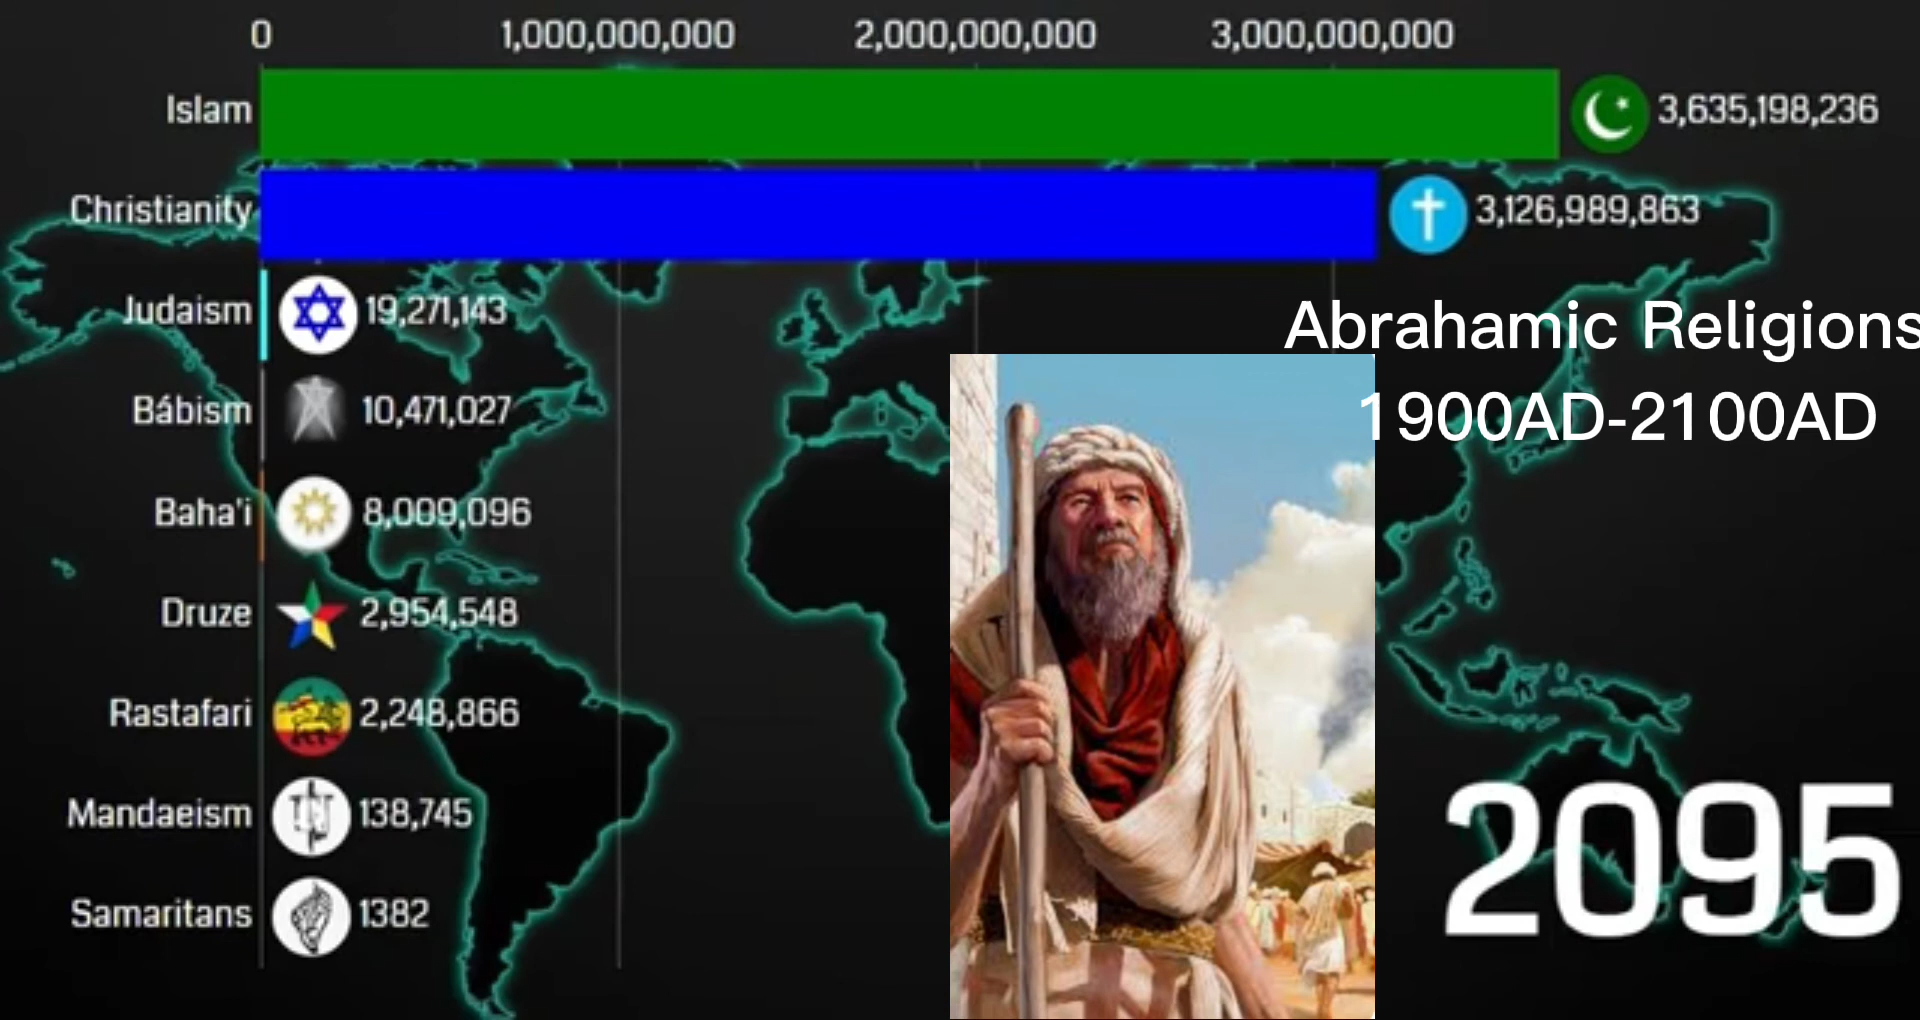 0 1,000,000,000 2,000,000,000 3,000,000,000
Islam 3,635,198,236
Christianity 3,126,989,863
Judaism 19,271,143
Bábism 10,471,027
Baha'i 8,009,096
Druze 2,954,548
Rastafari 2,248,866
Mandaeism 138,745
Samaritans 1382
Abrahamic Religions
1900AD-2100AD
2095